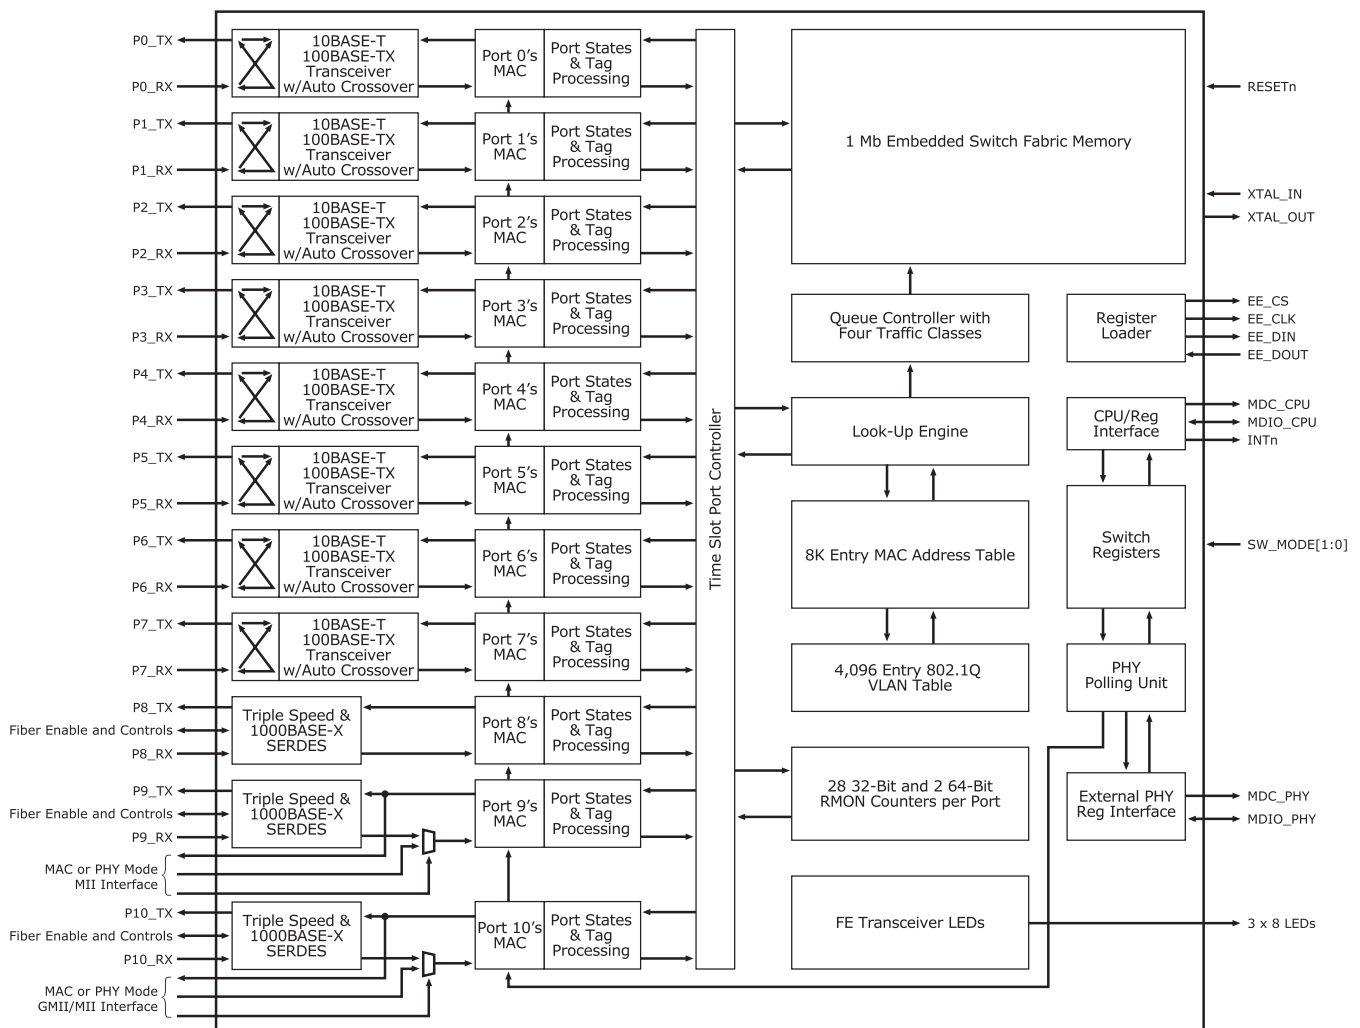 P0_TX
P0_RX
10BASE-T
100BASE-TX
Transceiver
w/Auto Crossover
Port 0's
MAC
Port States
& Tag
Processing
P1_TX
P1_RX
10BASE-T
100BASE-TX
Transceiver
w/Auto Crossover
Port 1's
MAC
Port States
& Tag
Processing
P2_TX
P2_RX
10BASE-T
100BASE-TX
Transceiver
w/Auto Crossover
Port 2's
MAC
Port States
& Tag
Processing
P3_TX
P3_RX
10BASE-T
100BASE-TX
Transceiver
w/Auto Crossover
Port 3's
MAC
Port States
& Tag
Processing
P4_TX
P4_RX
10BASE-T
100BASE-TX
Transceiver
w/Auto Crossover
Port 4's
MAC
Port States
& Tag
Processing
P5_TX
P5_RX
10BASE-T
100BASE-TX
Transceiver
w/Auto Crossover
Port 5's
MAC
Port States
& Tag
Processing
P6_TX
P6_RX
10BASE-T
100BASE-TX
Transceiver
w/Auto Crossover
Port 6's
MAC
Port States
& Tag
Processing
P7_TX
P7_RX
10BASE-T
100BASE-TX
Transceiver
w/Auto Crossover
Port 7's
MAC
Port States
& Tag
Processing
P8_TX
Fiber Enable and Controls
P8_RX
Triple Speed &
1000BASE-X
SERDES
Port 8's
MAC
Port States
& Tag
Processing
P9_TX
Fiber Enable and Controls
P9_RX
MAC or PHY Mode
MII Interface
Triple Speed &
1000BASE-X
SERDES
Port 9's
MAC
Port States
& Tag
Processing
P10_TX
Fiber Enable and Controls
P10_RX
MAC or PHY Mode
GMII/MII Interface
Triple Speed &
1000BASE-X
SERDES
Port 10's
MAC
Port States
& Tag
Processing
Time Slot Port Controller
1 Mb Embedded Switch Fabric Memory
Queue Controller with
Four Traffic Classes
Look-Up Engine
8K Entry MAC Address Table
4,096 Entry 802.1Q
VLAN Table
28 32-Bit and 2 64-Bit
RMON Counters per Port
FE Transceiver LEDs
Register
Loader
CPU/Reg
Interface
Switch
Registers
PHY
Polling Unit
External PHY
Reg Interface
RESETn
XTAL_IN
XTAL_OUT
EE_CS
EE_CLK
EE_DIN
EE_DOUT
MDC_CPU
MDIO_CPU
INTn
SW_MODE[1:0]
MDC_PHY
MDIO_PHY
3 x 8 LEDs